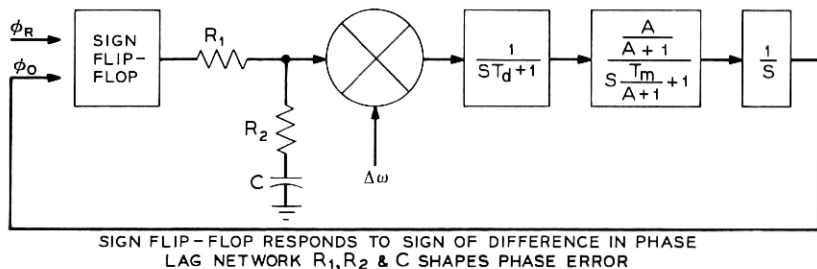 ϕR
ϕO
SIGN
FLIP-
FLOP
R1
R2
C
Δω
1
STd+1
A
A+1
S Tm
A+1
+1
1
S
SIGN FLIP-FLOP RESPONDS TO SIGN OF DIFFERENCE IN PHASE
LAG NETWORK R1,R2 & C SHAPES PHASE ERROR